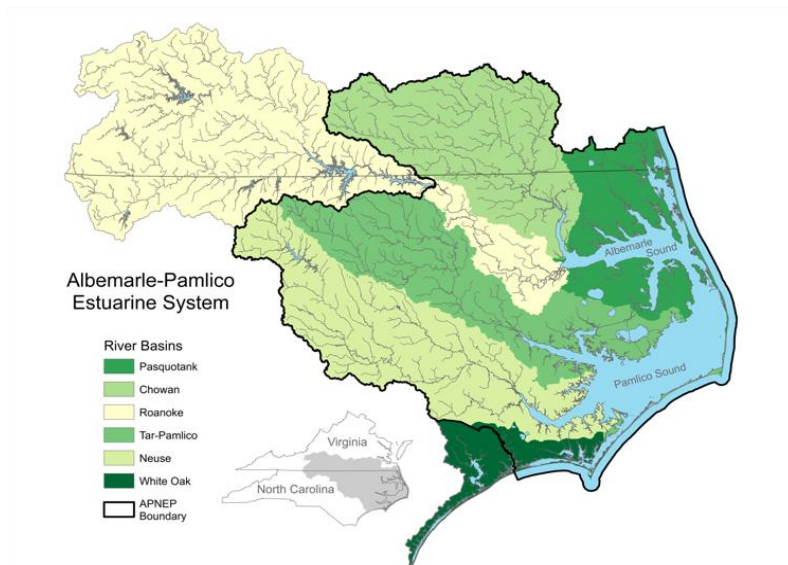 Albemarle
Sound
Albemarle-Pamlico
Estuarine System
River Basins
Pasquotank
Chowan
Roanoke
Tar-Pamlico
Neuse
White Oak
APNEP
Boundary
Pamlico Sound
Virginia
North Carolina